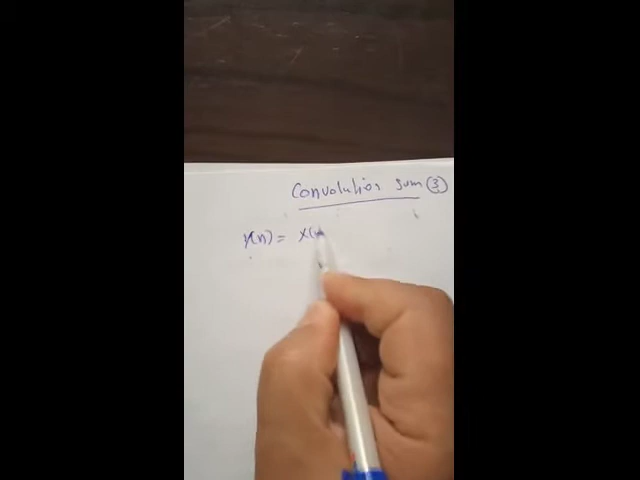 Convolution sum (3)
y(n) = x(n